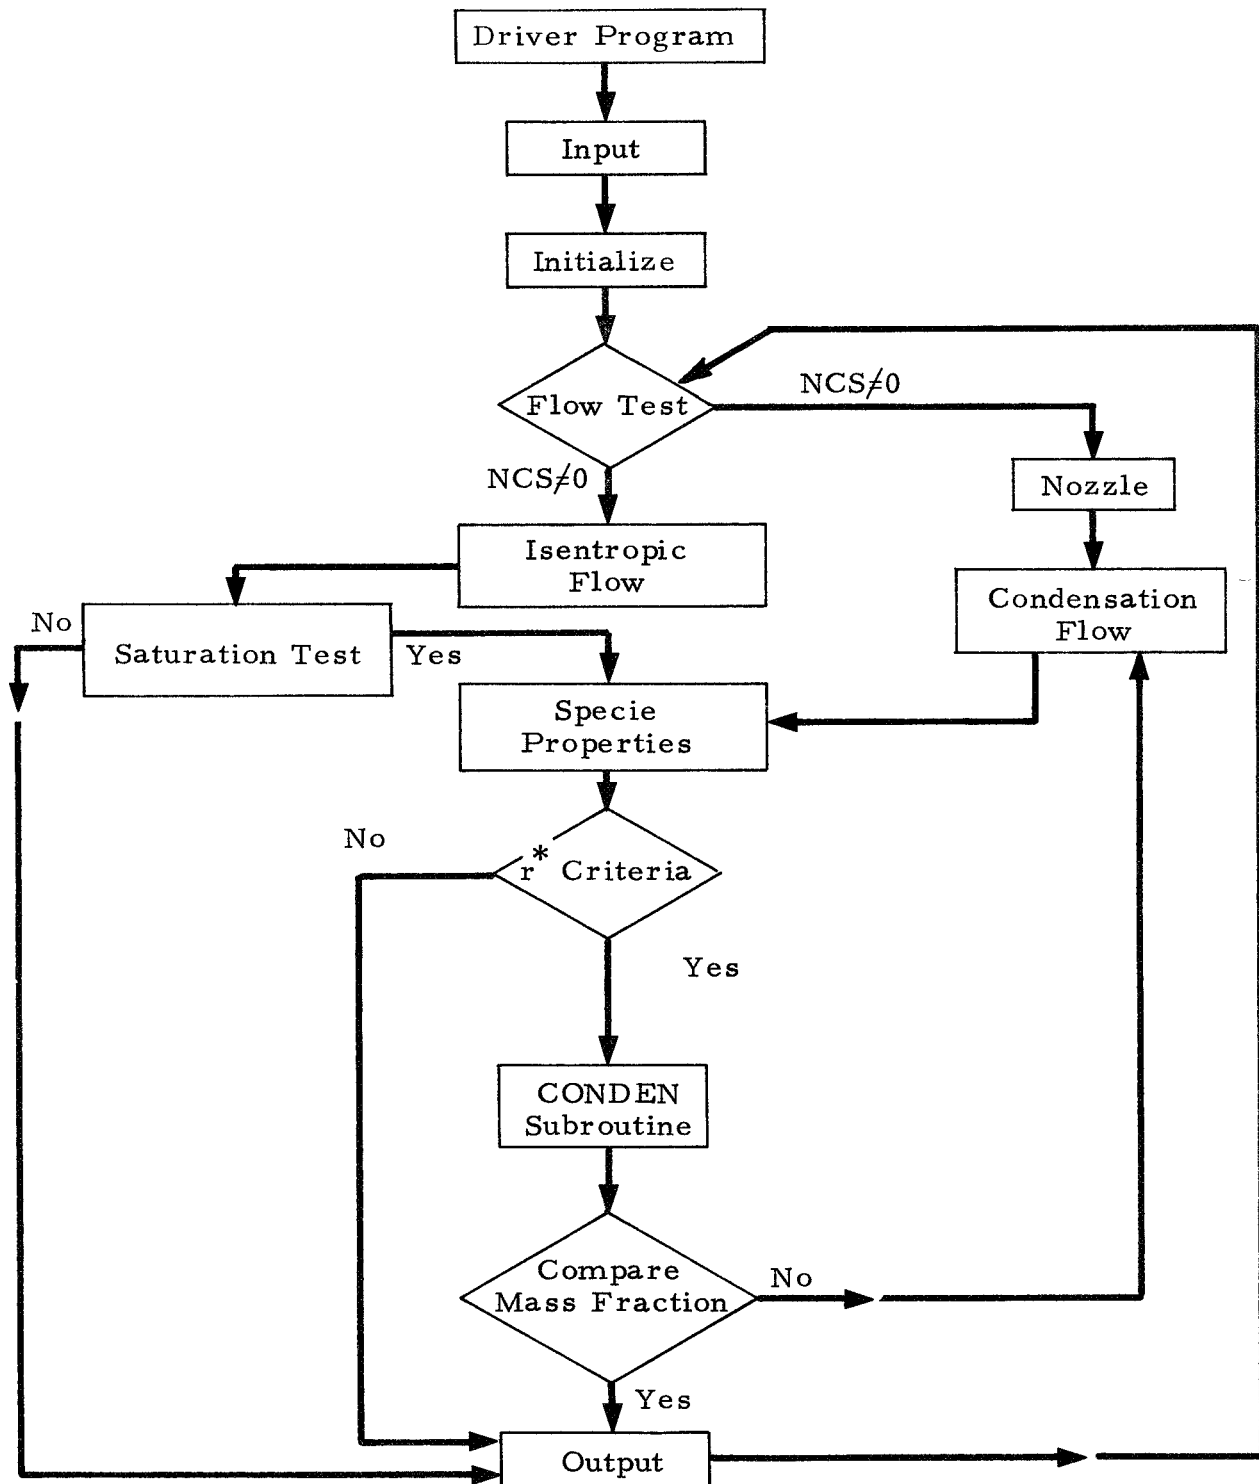 Driver Program
Input
Initialize
Flow Test
NCS≠0
NCS≠0
Nozzle
Isentropic
Flow
Condensation
Flow
No
Saturation Test
Yes
Specie
Properties
No
r* Criteria
Yes
CONDEN
Subroutine
Compare
Mass Fraction
No
Yes
Output